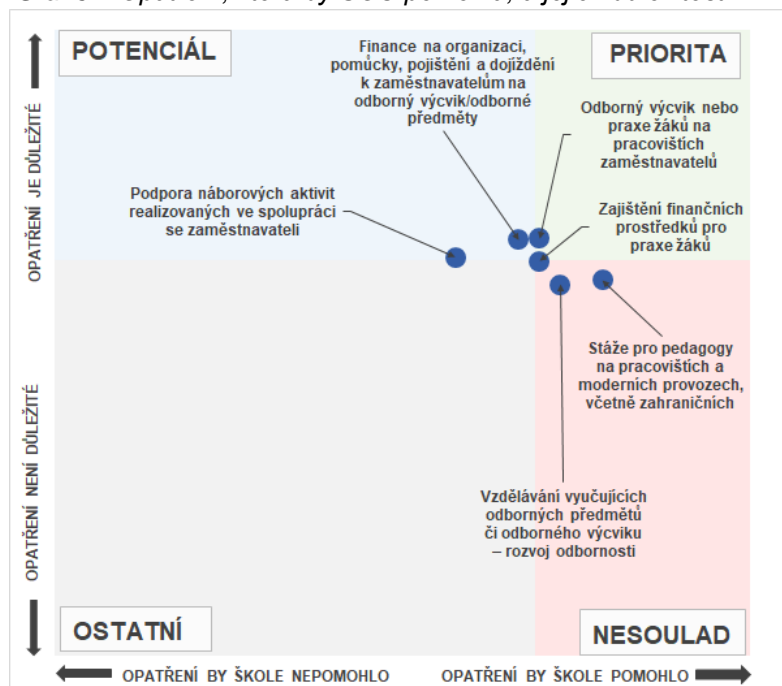 POTENCIÁL
PRIORITA
Finance na organizaci,
pomůcky, pojištění a dojíždění
k zaměstnavatelům na
odborný výcvik/odborné
předměty
Odborný výcvik nebo
praxe žáků na
pracovištích
zaměstnavatelů
Podpora náborových aktivit
realizovaných ve spolupráci
se zaměstnavateli
Zajištění finančních
prostředků pro
praxe žáků
Stáže pro pedagogy
na pracovištích a
moderních provozech,
včetně zahraničních
Vzdělávání vyučujících
odborných předmětů
či odborného výcviku
– rozvoj odbornosti
OSTATNÍ
NESOULAD
OPATŘENÍ JE DŮLEŽITÉ
OPATŘENÍ NENÍ DŮLEŽITÉ
OPATŘENÍ BY ŠKOLE NEPOMOHLO
OPATŘENÍ BY ŠKOLE POMOHLO